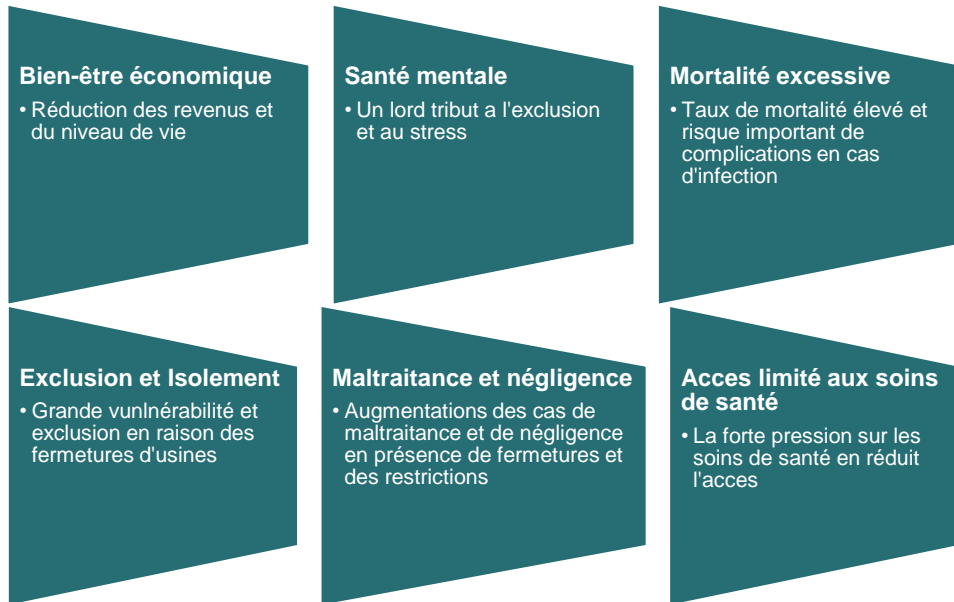 Bien-être économique
• Réduction des revenus et
du niveau de vie
Santé mentale
• Un lord tribut a l'exclusion
et au stress
Mortalité excessive
• Taux de mortalité élevé et
risque important de
complications en cas
d'infection
Exclusion et Isolement
• Grande vunlnérabilité et
exclusion en raison des
fermetures d'usines
Maltraitance et négligence
• Augmentations des cas de
maltraitance et de négligence
en présence de fermetures et
des restrictions
Acces limité aux soins
de santé
• La forte pression sur les
soins de santé en réduit
l'acces